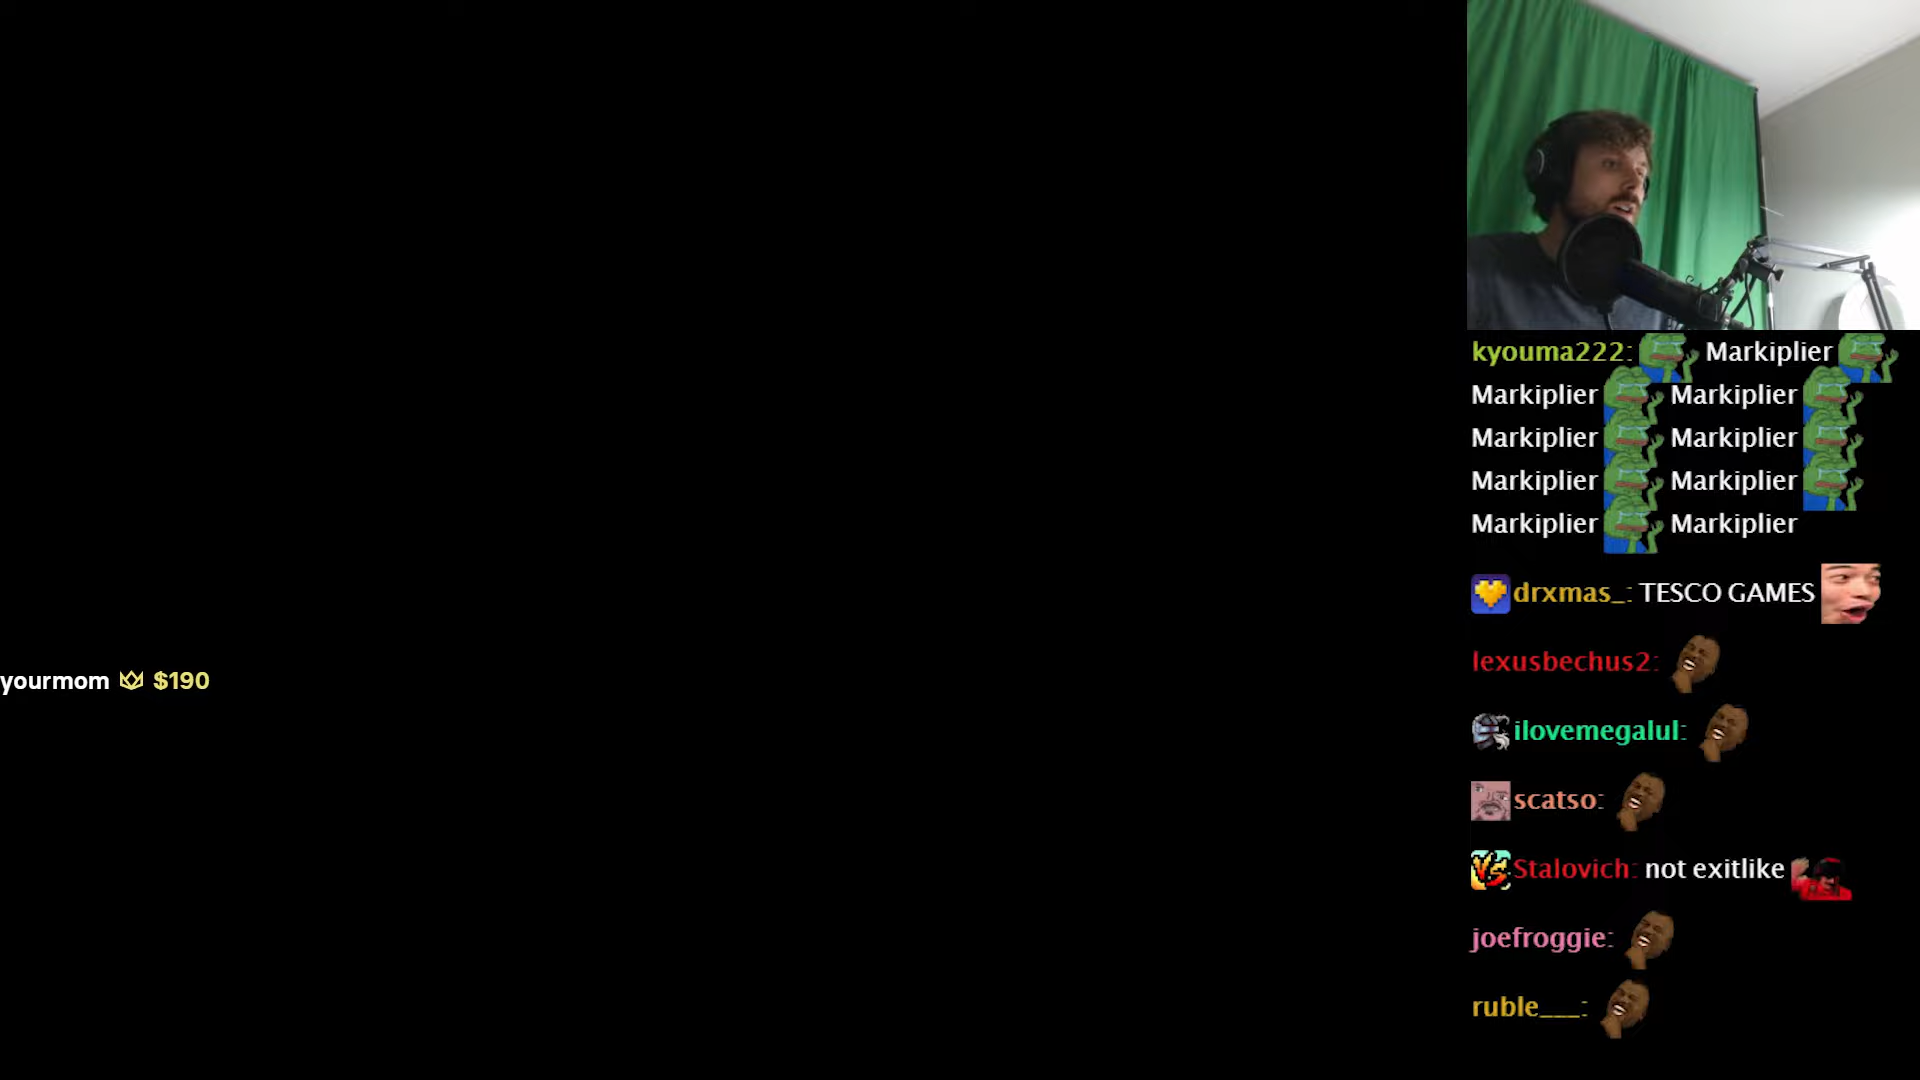 kyouma222: Markiplier
Markiplier Markiplier
Markiplier Markiplier
Markiplier Markiplier
Markiplier Markiplier
drxmas_: TESCO GAMES
lexusbechus2:
yourmom $190
ilovemegalul:
scatso:
VS Stalovich: not exitlike
joefroggie:
ruble___: